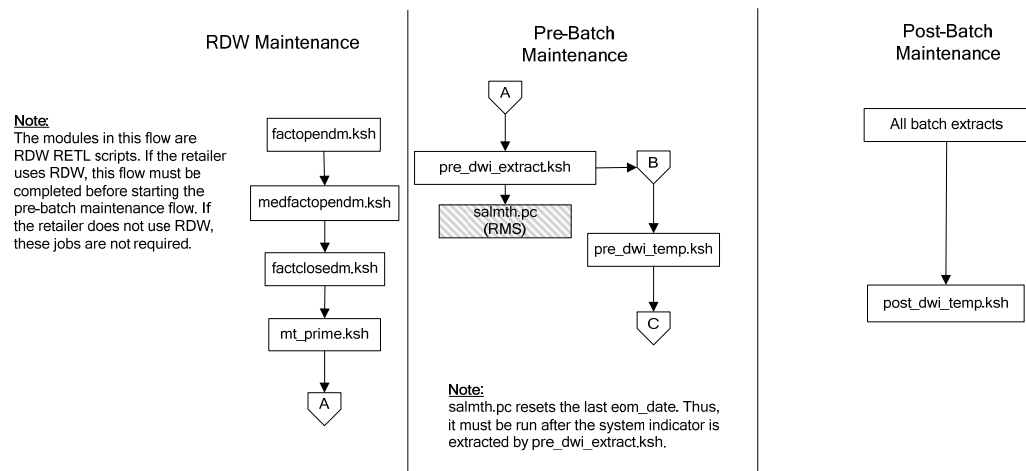 RDW Maintenance
Note:
The modules in this flow are
RDW RETL scripts. If the retailer
uses RDW, this flow must be
completed before starting the
pre-batch maintenance flow. If
the retailer does not use RDW,
these jobs are not required.
factopendm.ksh
medfactopendm.ksh
factclosedm.ksh
mt_prime.ksh
A
Pre-Batch
Maintenance
A
pre_dwi_extract.ksh
B
salmth.pc
(RMS)
pre_dwi_temp.ksh
C
Note:
salmth.pc resets the last eom_date. Thus,
it must be run after the system indicator is
extracted by pre_dwi_extract.ksh.
Post-Batch
Maintenance
All batch extracts
post_dwi_temp.ksh